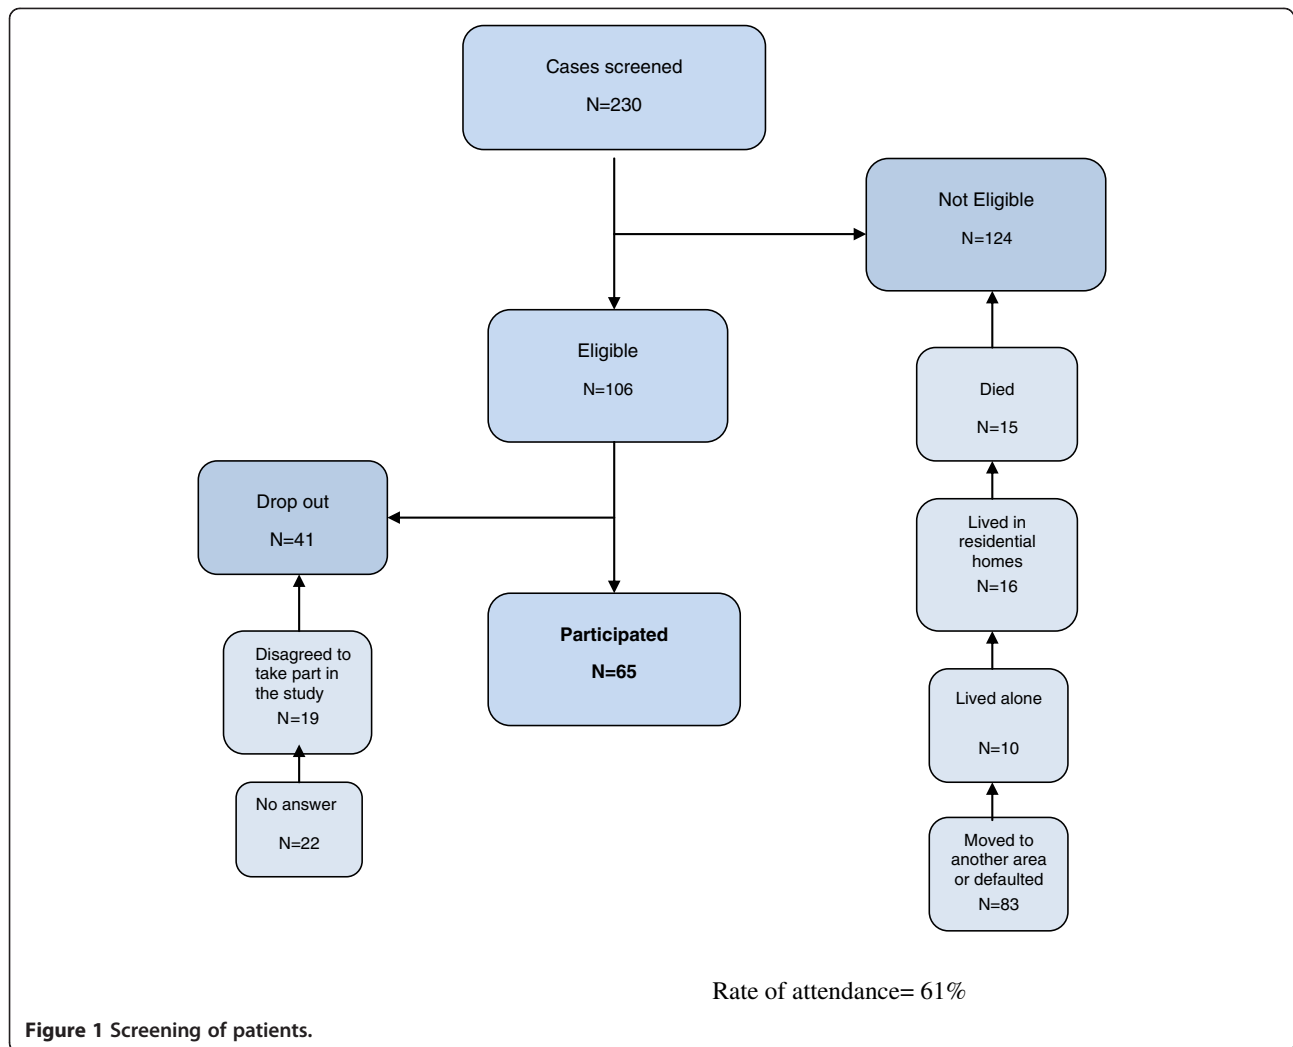 Cases screened
N=230
Not Eligible
N=124
Eligible
N=106
Died
N=15
Drop out
N=41
Lived in
residential
homes
N=16
Participated
N=65
Disagreed to
take part in
the study
N=19
Lived alone
N=10
No answer
N=22
Moved to
another area
or defaulted
N=83
Rate of attendance= 61%
Figure 1 Screening of patients.